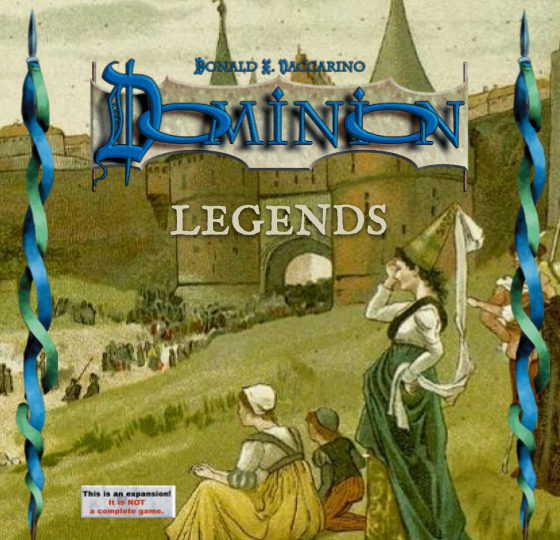 Donald X. Vaccarino
Dominion
LEGENDS
This is an expansion!
It is NOT
a complete game.